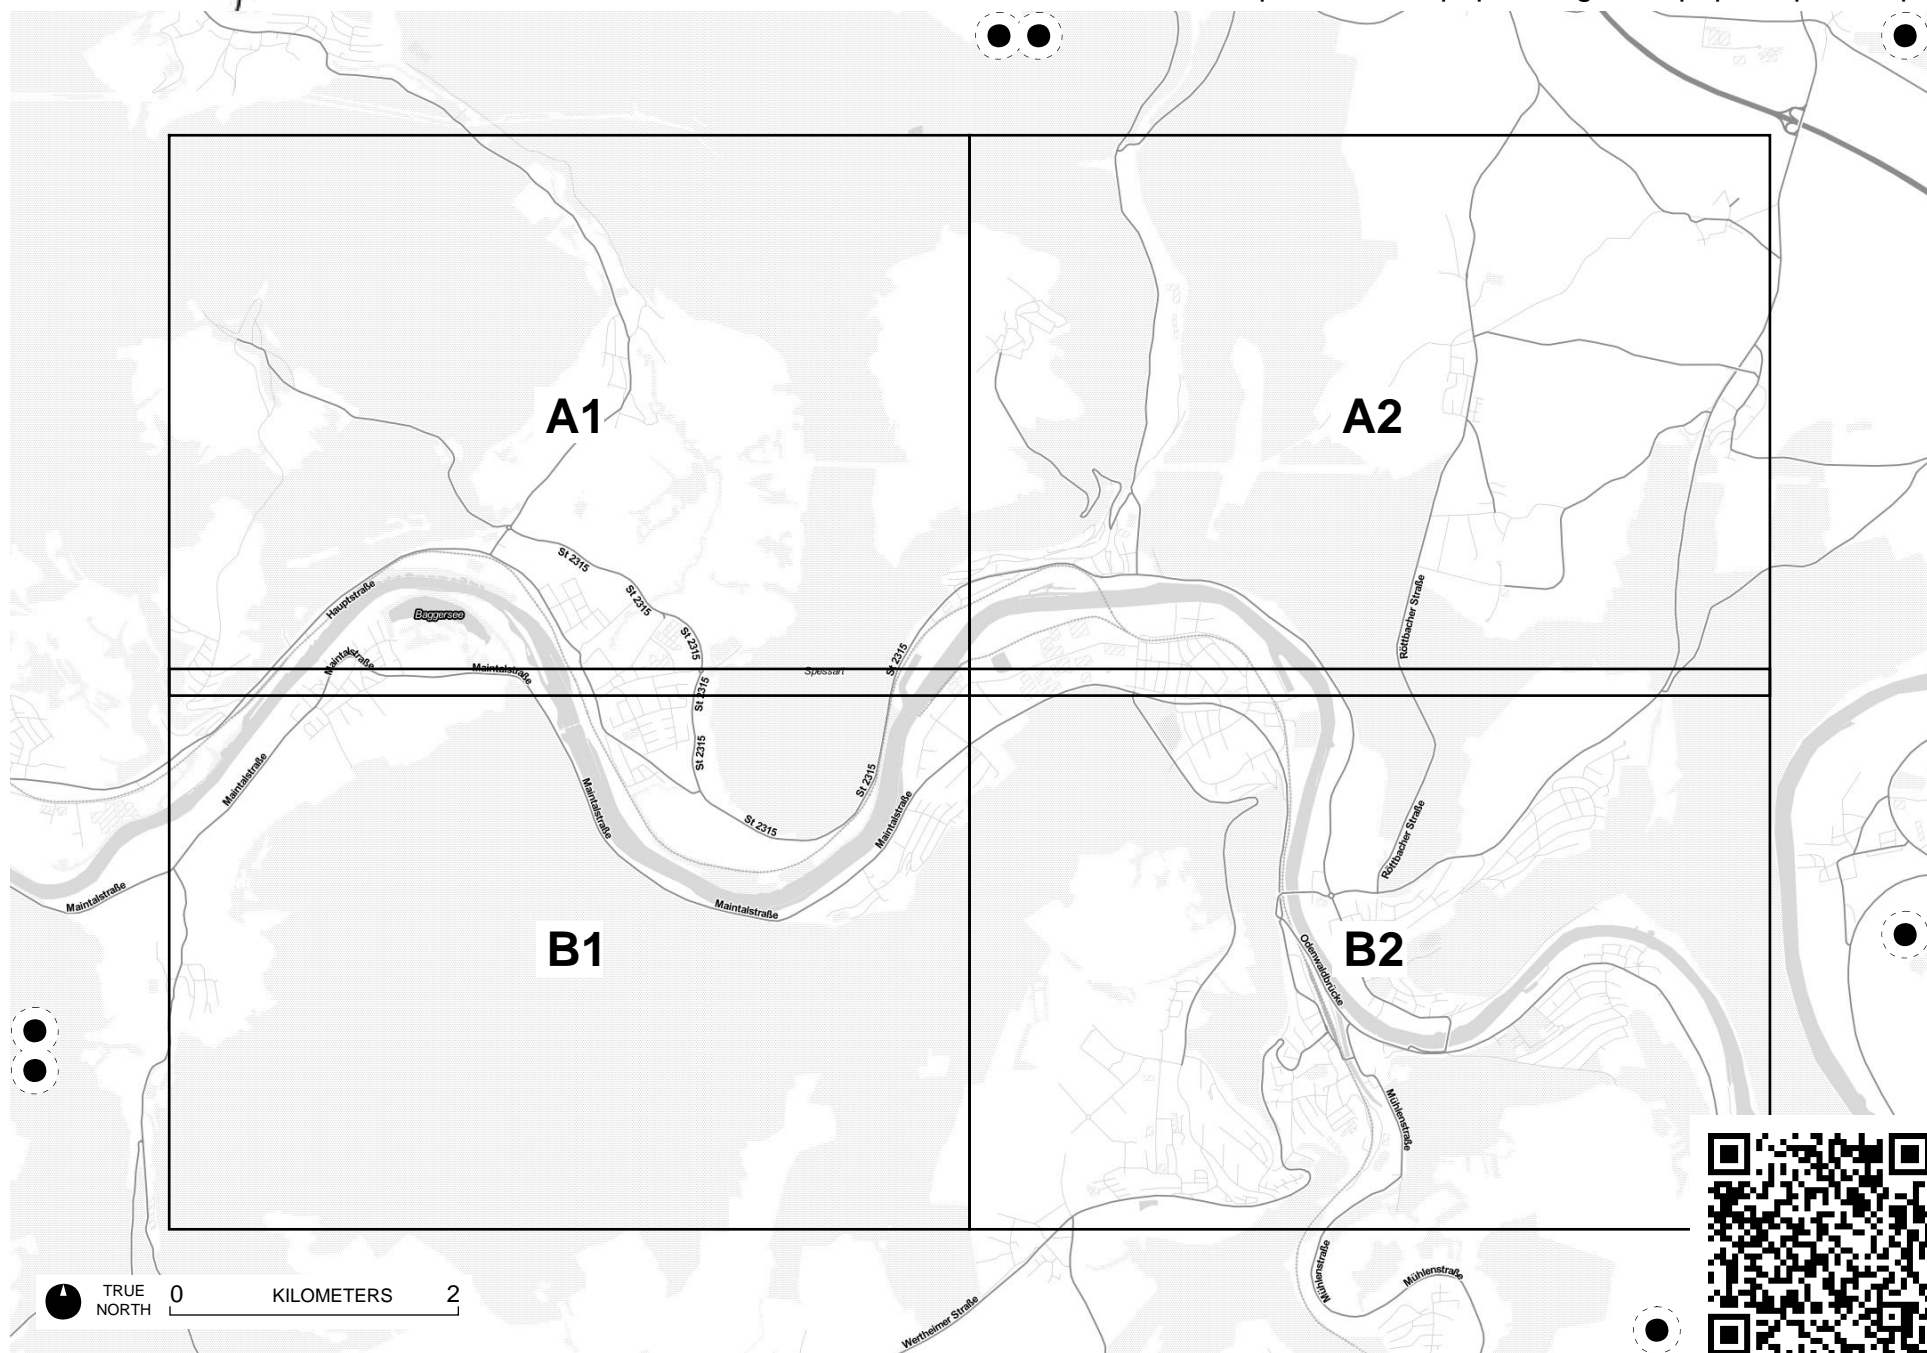 A1
A2
St 2315
St 2315
Hauptstraße
Baggersee
Röttbacher Straße
St 2315
St 2315
Maintalstraße
Maintalstraße
Spessart
St 2315
St 2315
Maintalstraße
Maintalstraße
St 2315
St 2315
Maintalstraße
St 2315
Röttbacher Straße
Maintalstraße
Maintalstraße
B1
B2
Odenwaldbrücke
Mühlenstraße
TRUE NORTH
0 KILOMETERS 2
Mühlenstraße
Mühlenstraße
Wertheimer Straße